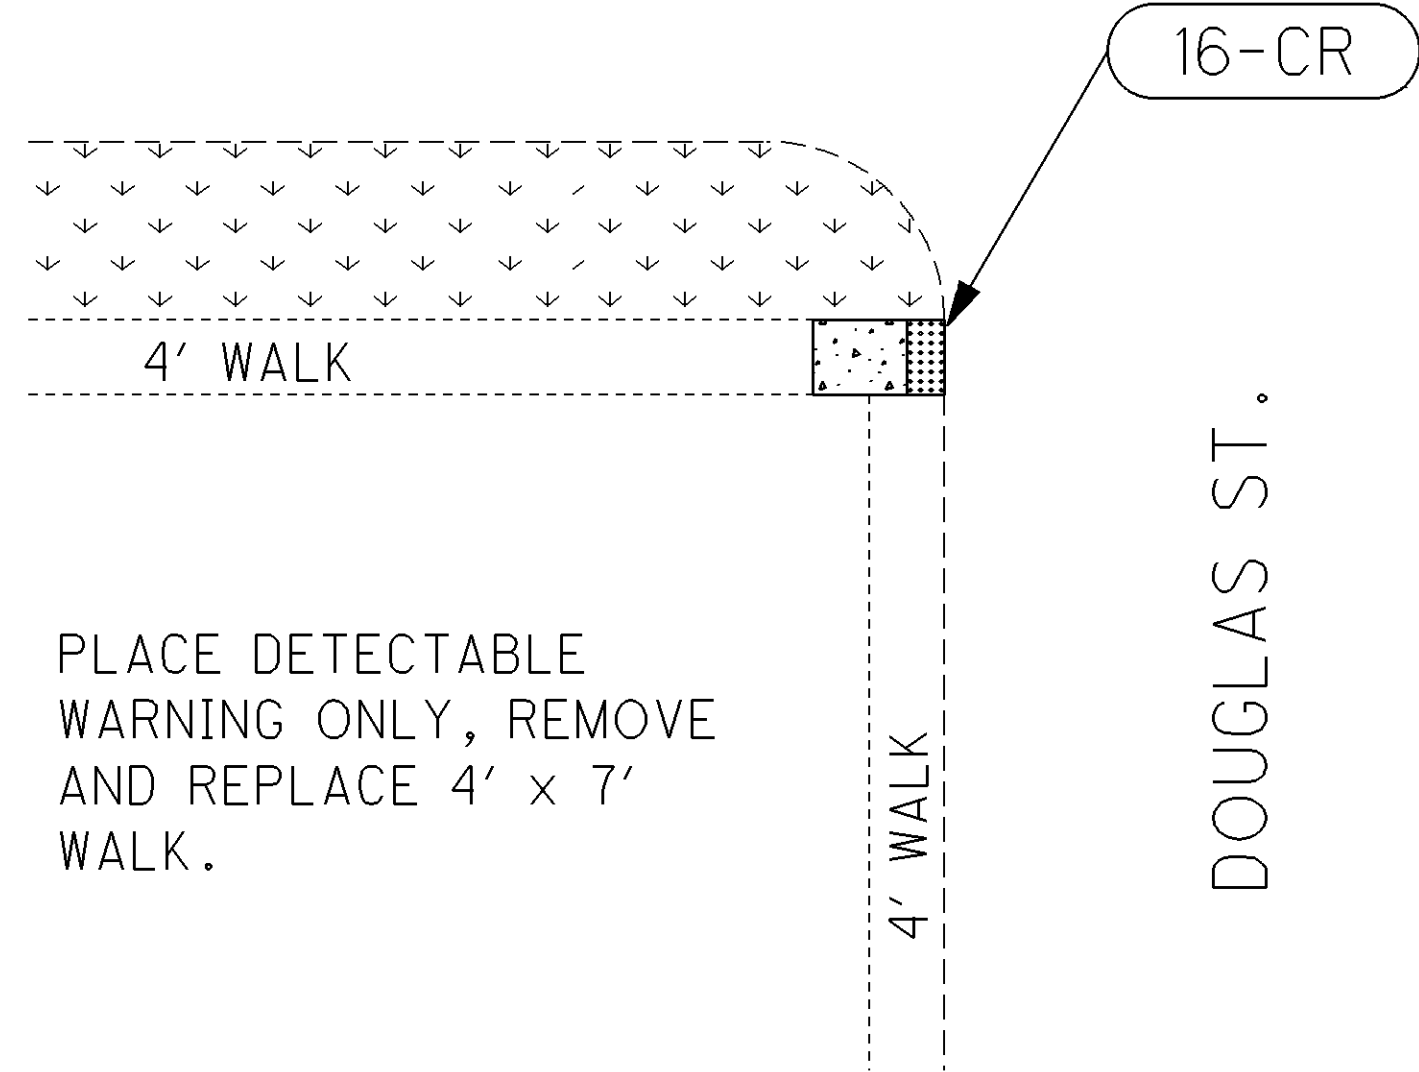 16-CR
4' WALK
DOUGLAS ST.
PLACE DETECTABLE
WARNING ONLY, REMOVE
AND REPLACE 4' x 7'
WALK.
4' WALK